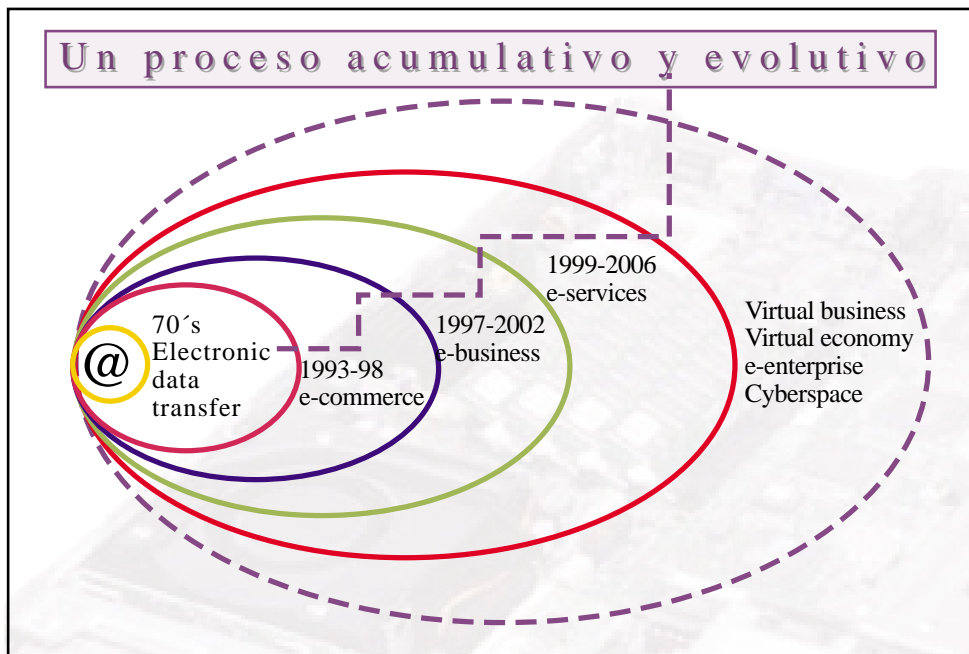 Un proceso acumulativo y evolutivo
@
70´s
Electronic
data
transfer
1993-98
e-commerce
1997-2002
e-business
1999-2006
e-services
Virtual business
Virtual economy
e-enterprise
Cyberspace